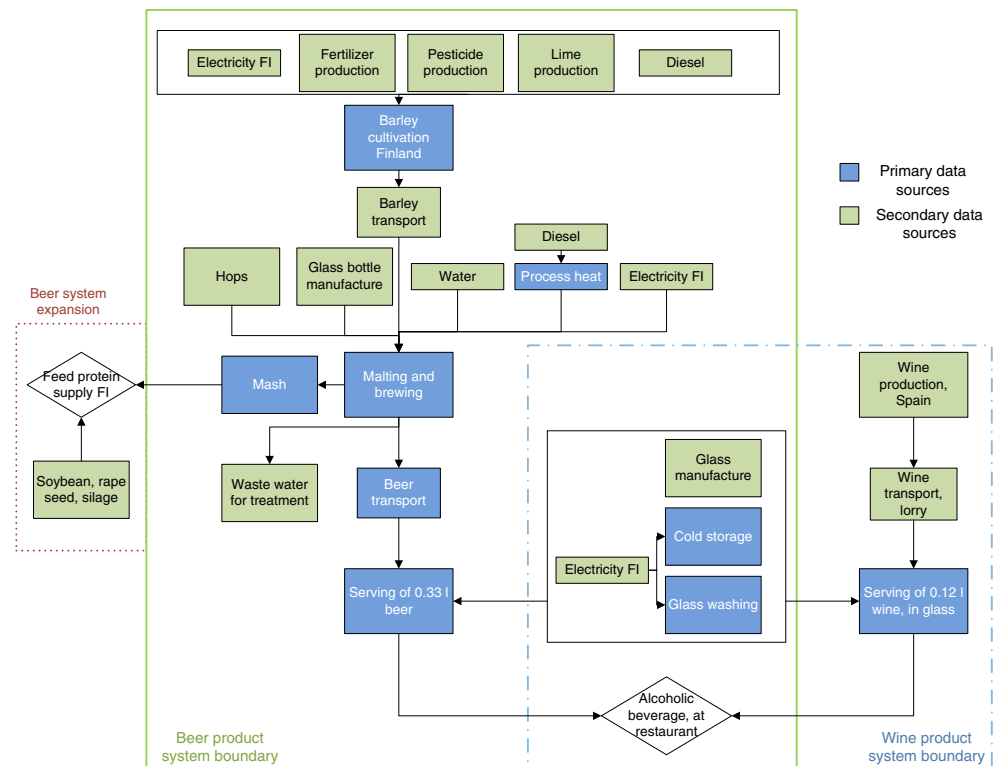 Electricity FI
Fertilizer
production
Pesticide
production
Lime
production
Diesel
Barley
cultivation
Finland
Primary data
sources
Barley
transport
Secondary data
sources
Hops
Glass bottle
manufacture
Water
Diesel
Process heat
Electricity FI
Beer system
expansion
Feed protein
supply FI
Mash
Malting and
brewing
Wine
production,
Spain
Soybean, rape
seed, silage
Waste water
for treatment
Beer
transport
Glass
manufacture
Wine
transport,
lorry
Cold storage
Electricity FI
Glass washing
Serving of 0.33 l
beer
Serving of 0.12 l
wine, in glass
Alcoholic
beverage, at
restaurant
Beer product
system boundary
Wine product
system boundary